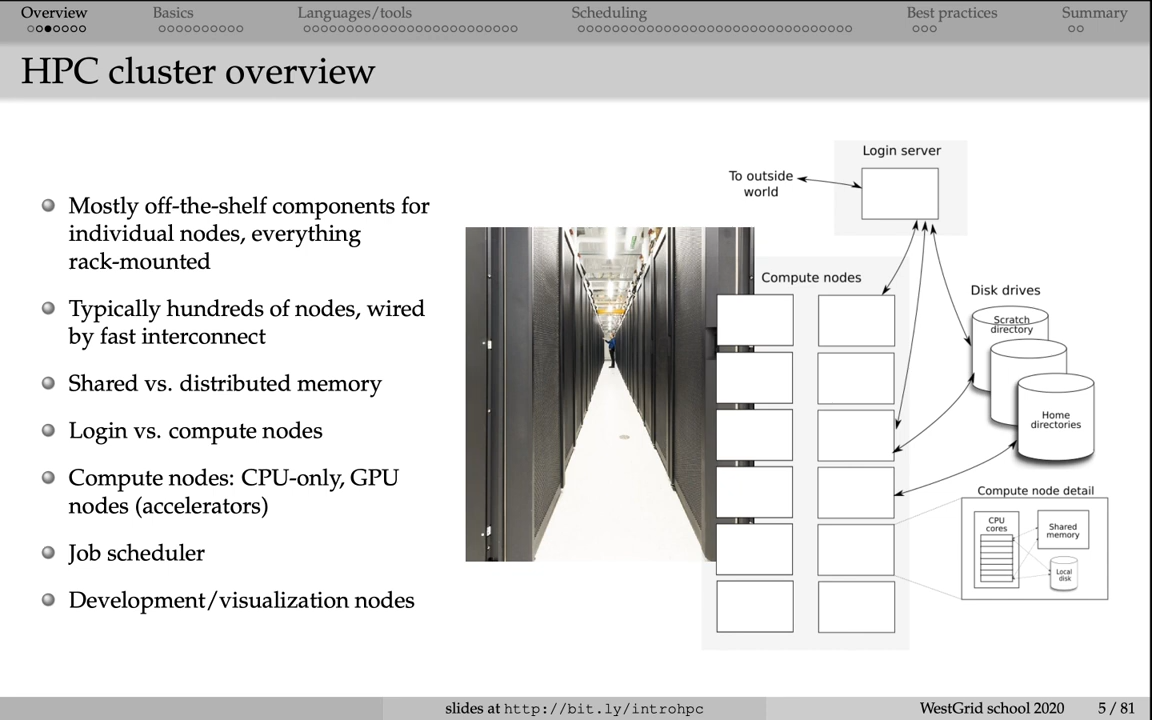 Overview Basics Languages/tools Scheduling Best practices Summary
HPC cluster overview
Mostly off-the-shelf components for
individual nodes, everything
rack-mounted
Typically hundreds of nodes, wired
by fast interconnect
Shared vs. distributed memory
Login vs. compute nodes
Compute nodes: CPU-only, GPU
nodes (accelerators)
Job scheduler
Development/visualization nodes
Login server
To outside
world
Compute nodes
Disk drives
Scratch
directory
Home
directories
Compute node detail
CPU
cores
Shared
memory
Local
disk
slides at http://bit.ly/introhpc WestGrid school 2020 5 / 81